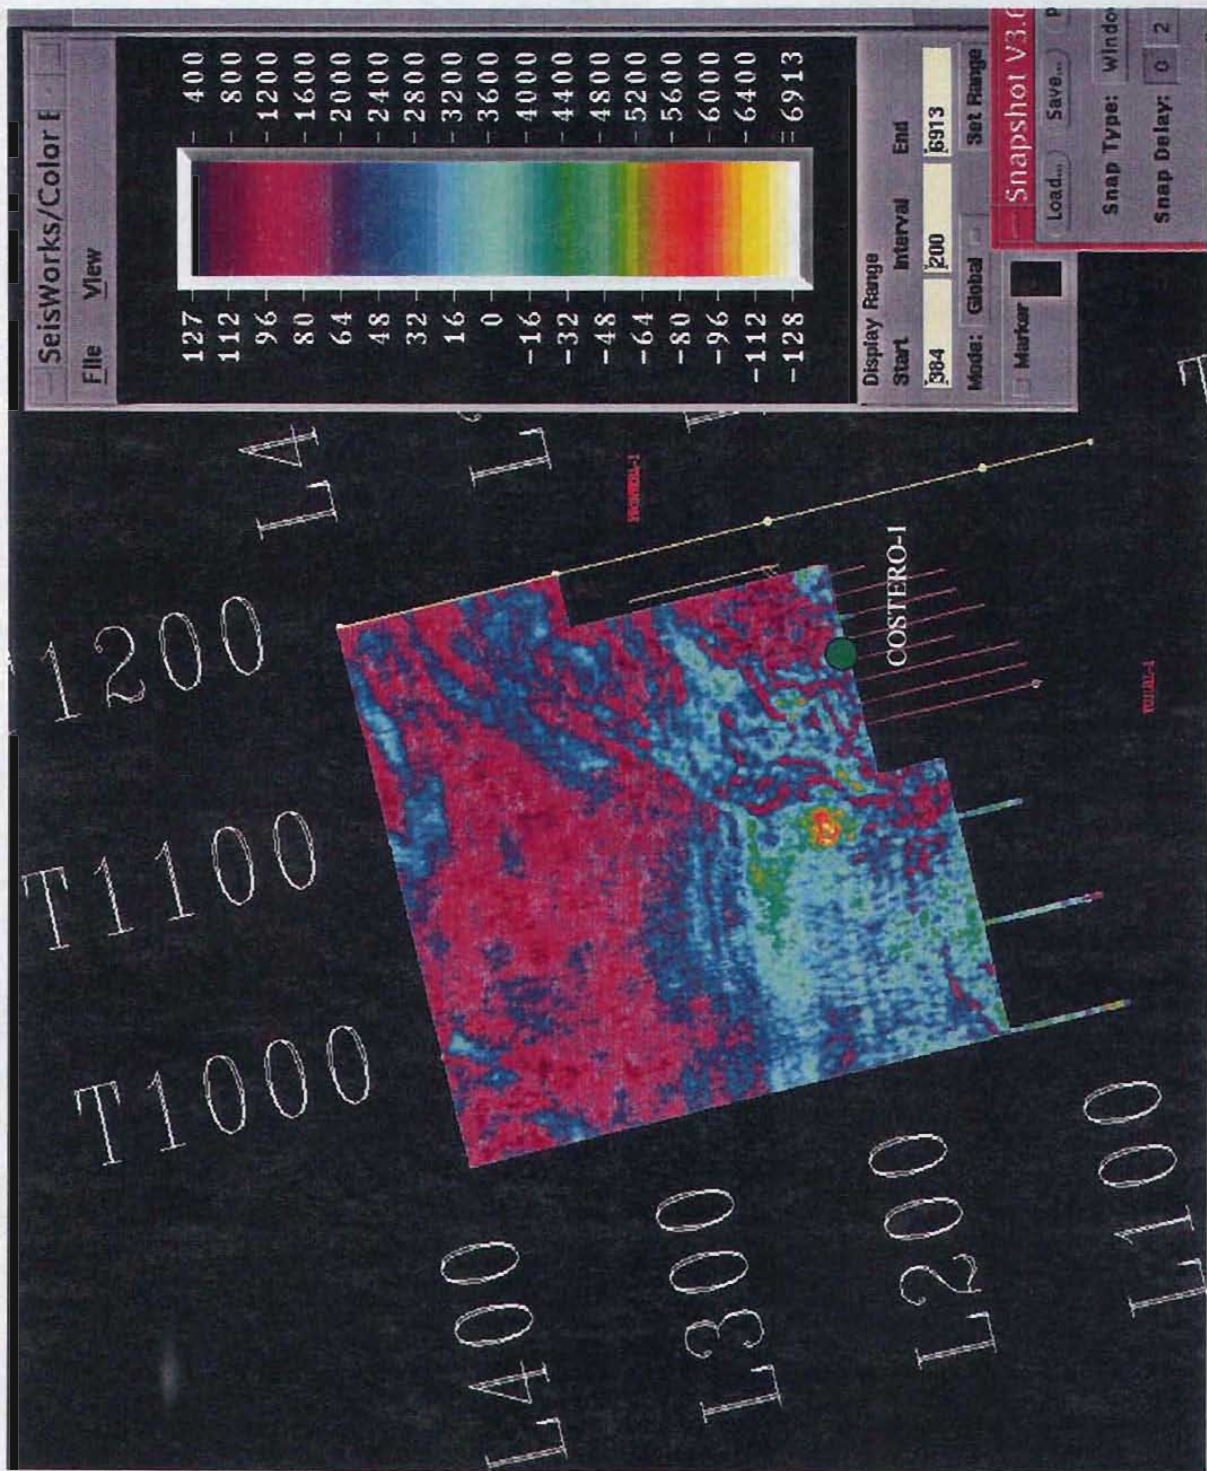 SeisWorks/Color E
File View
127 - 400
112 - 800
96 - 1200
80 - 1600
64 - 2000
48 - 2400
32 - 2800
16 - 3200
0 - 3600
-16 - 4000
-32 - 4400
-48 - 4800
-64 - 5200
-80 - 5600
-96 - 6000
-112 - 6400
-128 - 6913
Display Range
Start Interval End
384 200 6913
Mode: Global Set Range
Marker
Snapshot V3.
Load... Save... P
Snap Type: Windo
Snap Delay: 0 2
1200
T1100
T1000
L4
L
L400
L300
L200
L100
T
COSTERO-1